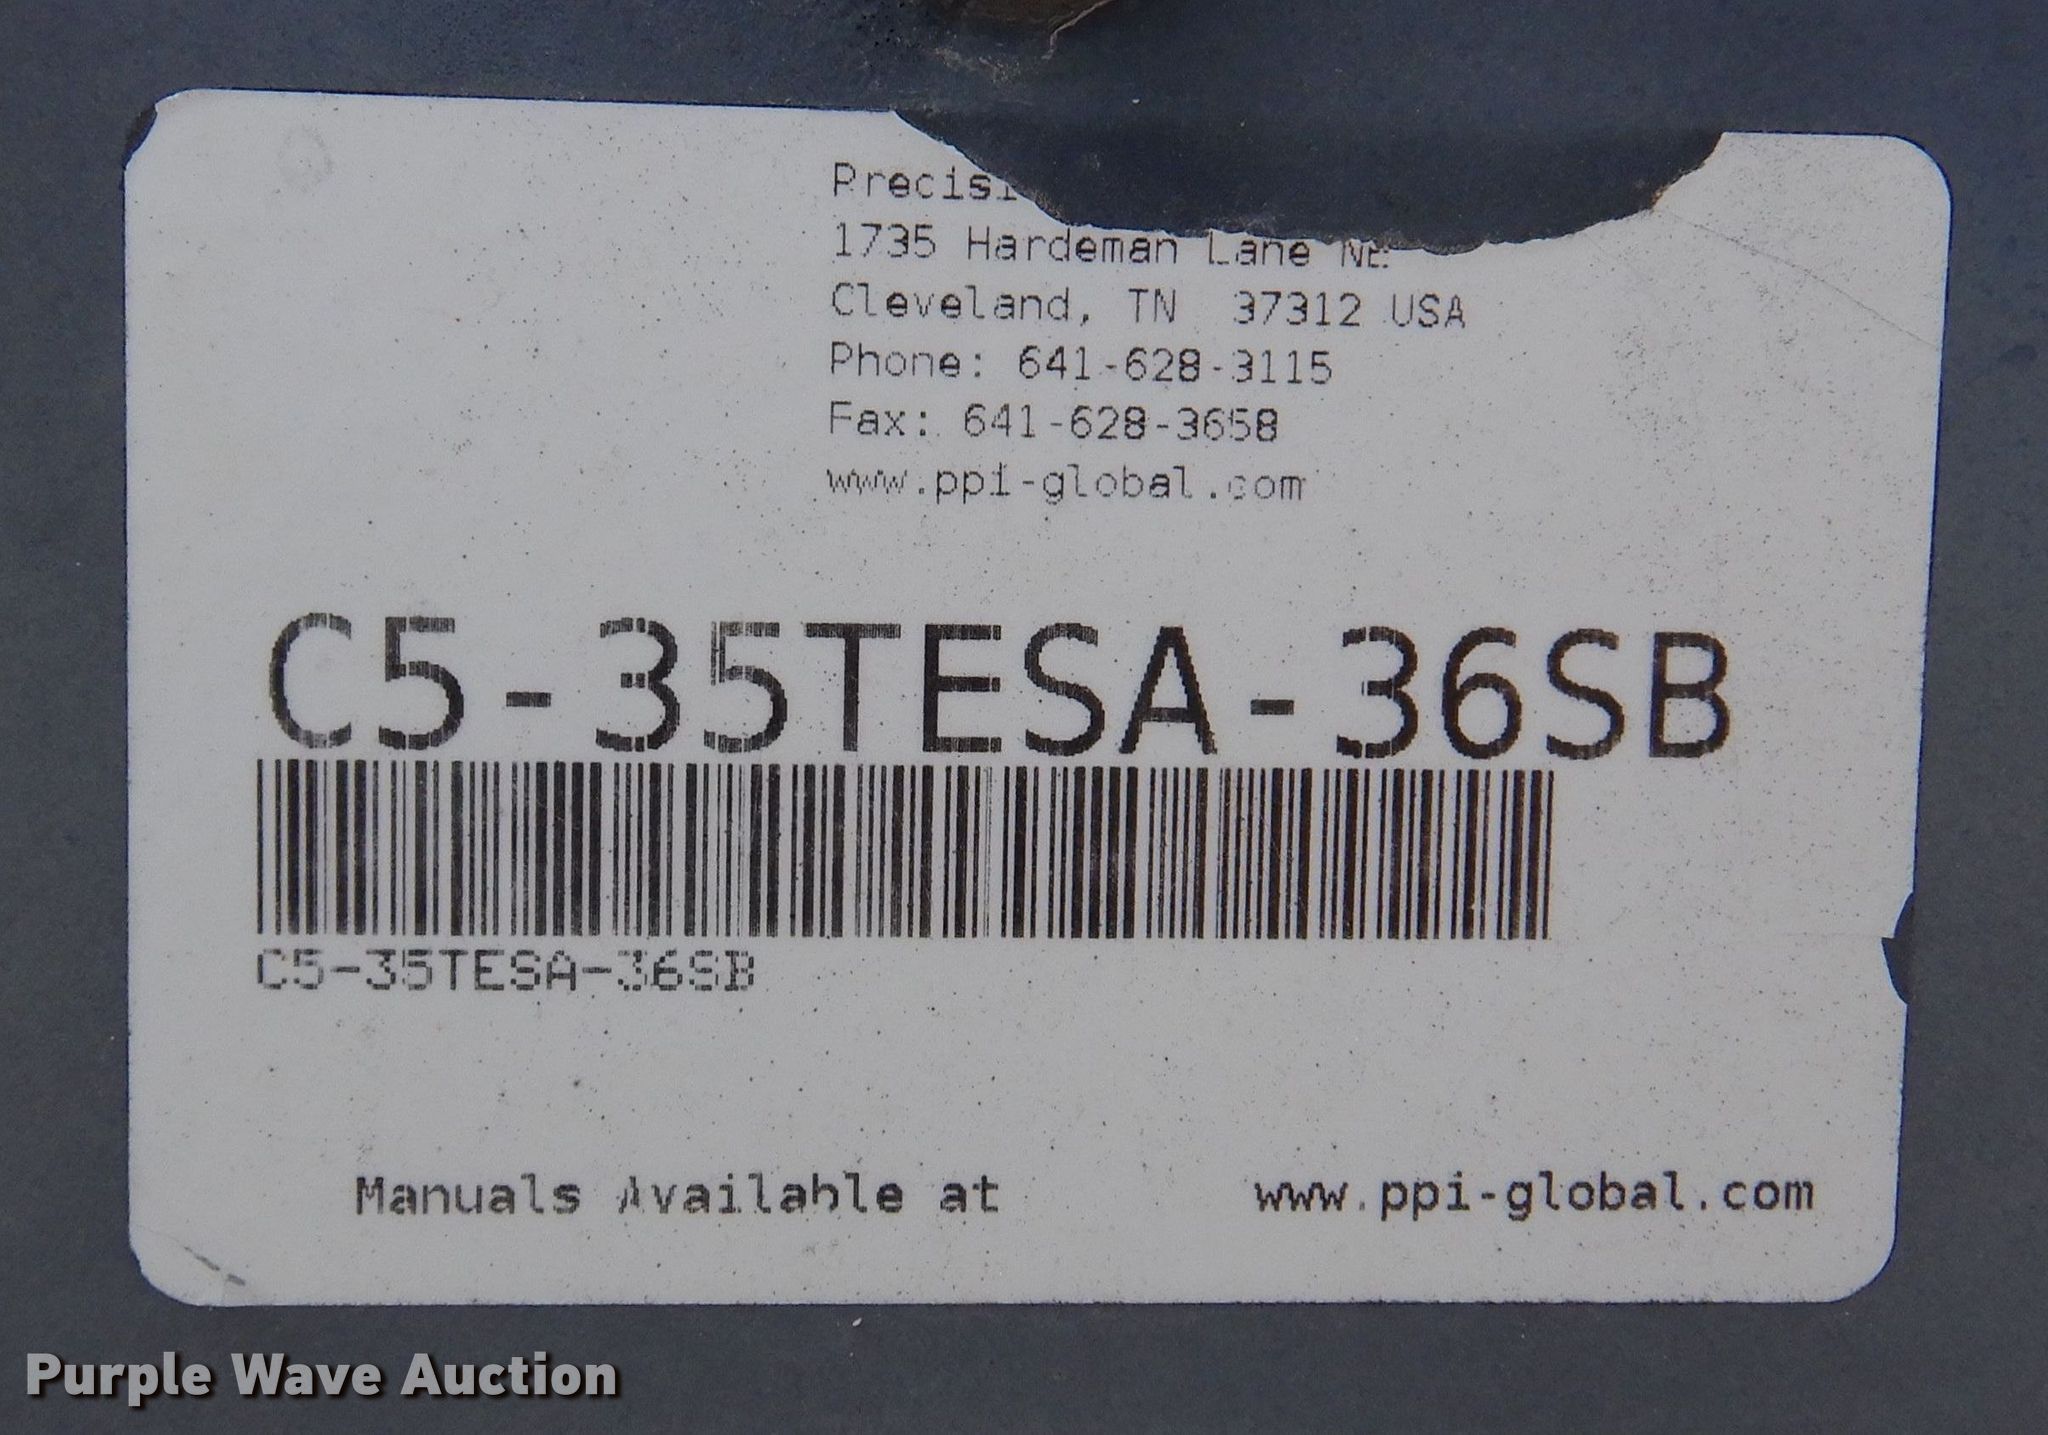 1735 Hardeman Lane NE
Cleveland, TN 37312 USA
Phone: 641-628-3115
Fax: 641-628-3658
www.ppi-global.com
C5-35TESA-36SB
C5-35TESA-36SB
Manuals Available at www.ppi-global.com
Purple Wave Auction